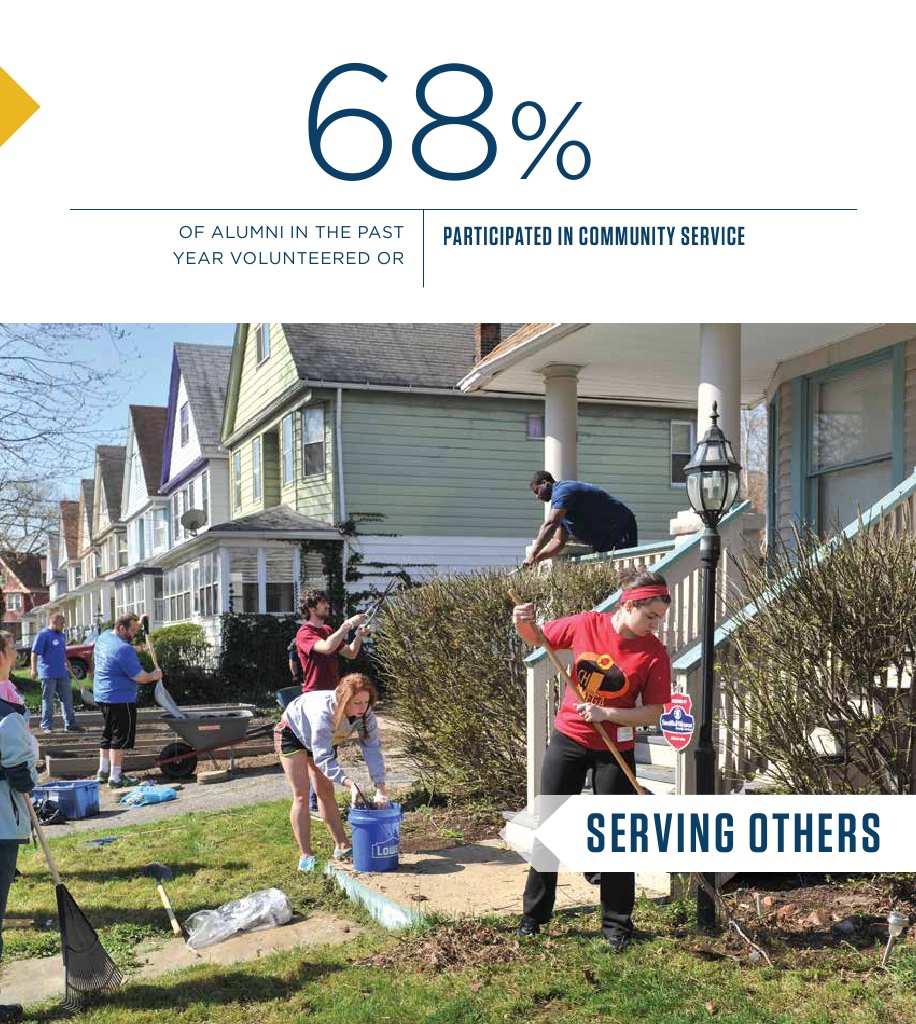 68%
OF ALUMNI IN THE PAST
YEAR VOLUNTEERED OR
PARTICIPATED IN COMMUNITY SERVICE
SERVING OTHERS